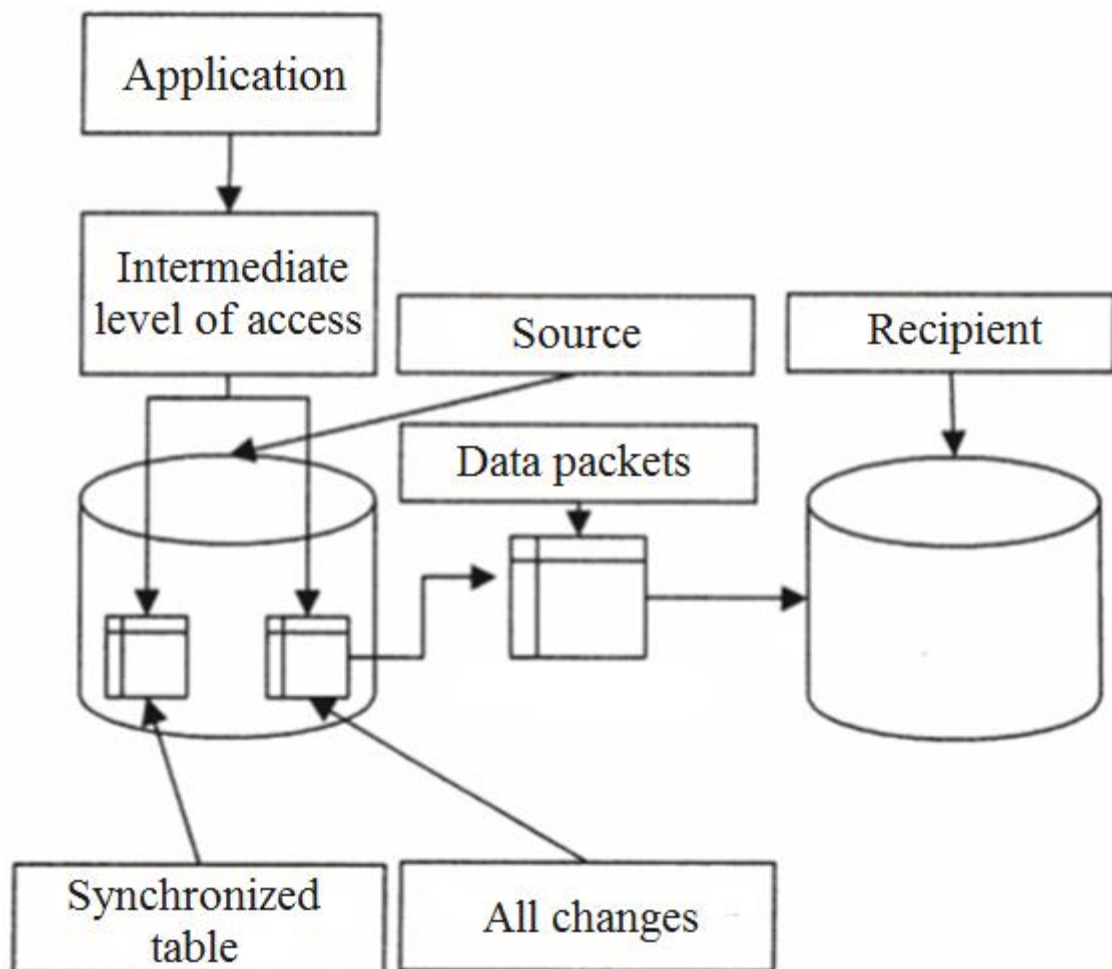 Application
Intermediate
level of access
Source
Recipient
Data packets
Synchronized
table
All changes